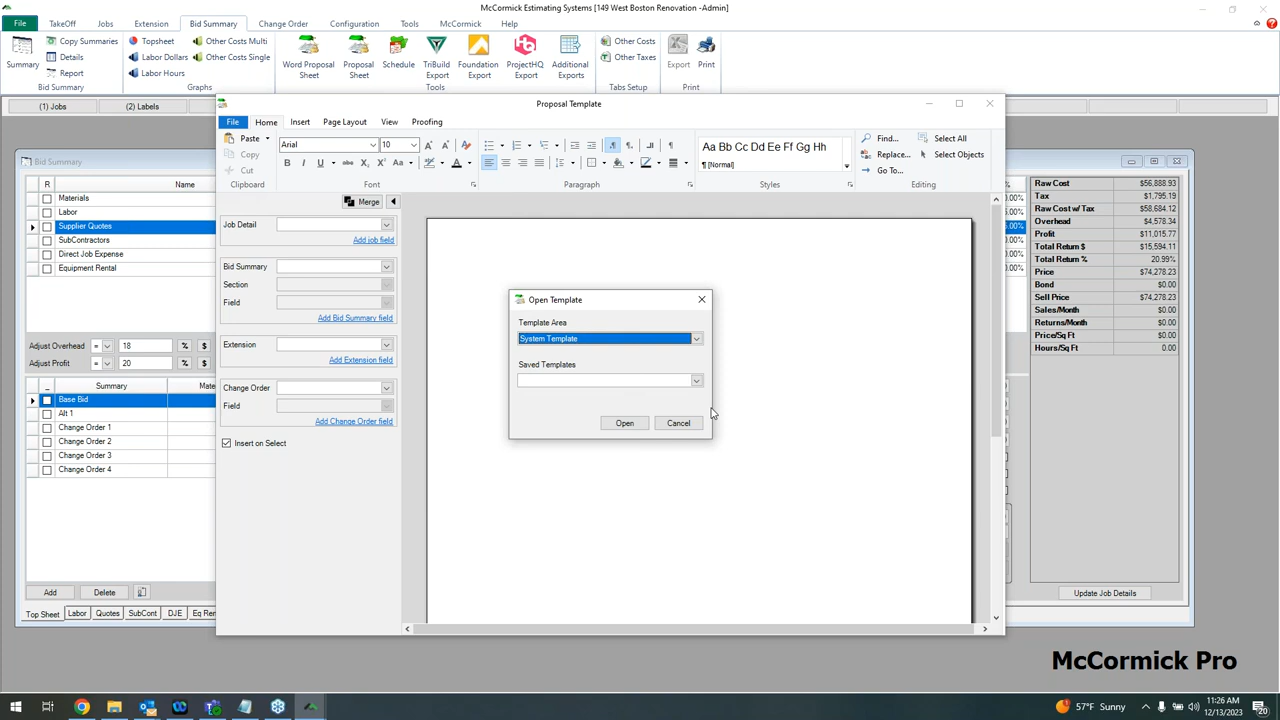 McCormick Estimating Systems [149 West Boston Renovation -Admin]
File TakeOff Jobs Extension Bid Summary Change Order Configuration Tools McCormick Help
Summary
Copy Summaries
Details
Report
Bid Summary
Topsheet
Labor Dollars
Labor Hours
Other Costs Multi
Other Costs Single
Graphs
Word Proposal Sheet
Proposal Sheet
Schedule
TriBuild Export
Foundation Export
ProjectHQ Export
Additional Exports
Tools
Other Costs
Other Taxes
Tabs Setup
Export
Print
Print
(1) Jobs
(2) Labels
Bid Summary
R Name
Materials
Labor
Supplier Quotes
SubContractors
Direct Job Expense
Equipment Rental
Adjust Overhead = 18 % $
Adjust Profit = 20 % $
_ Summary Mate
Base Bid
Alt 1
Change Order 1
Change Order 2
Change Order 3
Change Order 4
Add Delete
Top Sheet Labor Quotes SubCont DJE Eq Ren
Proposal Template
File Home Insert Page Layout View Proofing
Paste
Copy
Cut
Clipboard
Arial 10
B I U abc X₂ X² Aa A
Font
Paragraph
Aa Bb Cc Dd Ee Ff Gg Hh
¶ [Normal]
Styles
Find...
Replace...
Go To...
Select All
Select Objects
Editing
Merge
Job Detail
Add job field
Bid Summary
Section
Field
Add Bid Summary field
Extension
Add Extension field
Change Order
Field
Add Change Order field
Insert on Select
Open Template
Template Area
System Template
Saved Templates
Open Cancel
%
0.00%
Raw Cost $56,888.93
Tax $1,795.19
Raw Cost w/ Tax $58,684.12
Overhead $4,578.34
Profit $11,015.77
Total Return $ $15,594.11
Total Return % 20.99%
Price $74,278.23
Bond $0.00
Sell Price $74,278.23
Sales/Month $0.00
Returns/Month $0.00
Price/Sq Ft $0.00
Hours/Sq Ft 0.00
Update Job Details
McCormick Pro
57°F Sunny
11:26 AM
12/13/2023
20